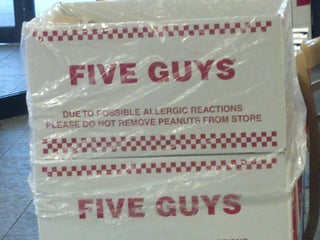 FIVE GUYS
DUE TO POSSIBLE ALLERGIC REACTIONS
PLEASE DO NOT REMOVE PEANUTS FROM STORE
FIVE GUYS